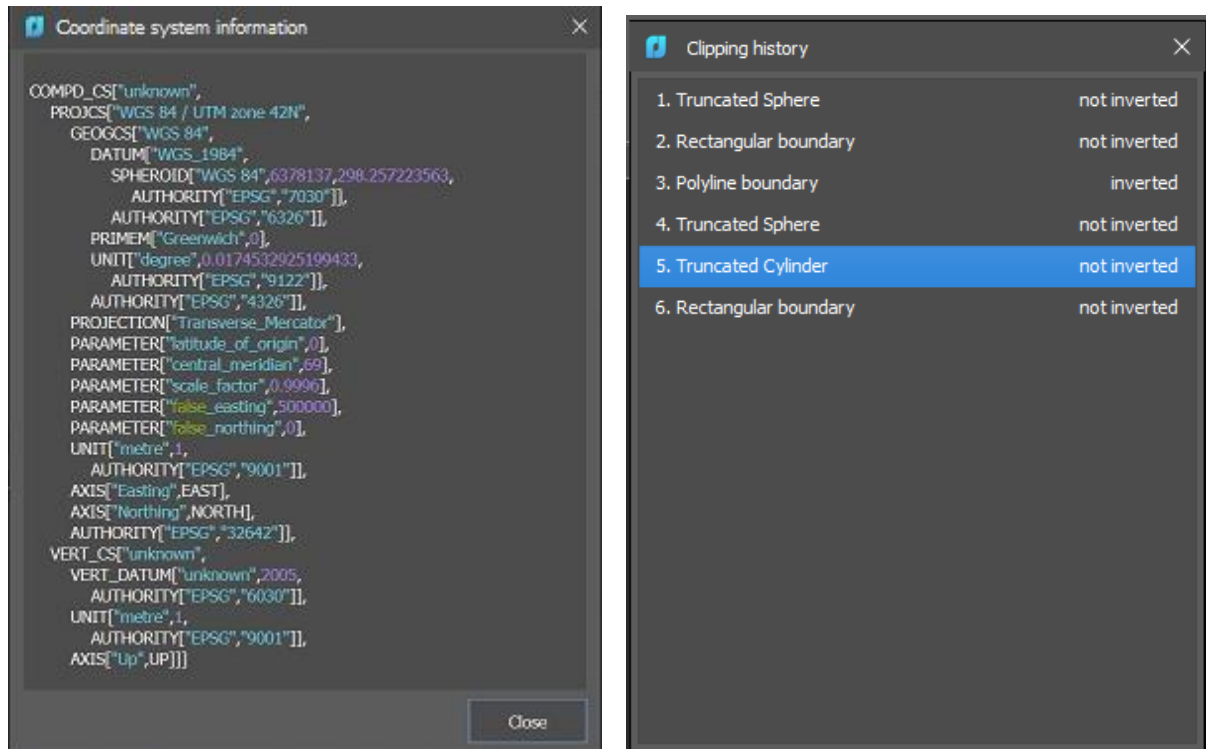 Coordinate system information
COMPD_CS["unknown",
PROJCS["WGS 84 / UTM zone 42N",
GEOGCS["WGS 84",
DATUM["WGS_1984",
SPHEROID["WGS 84",6378137,298.257223563,
AUTHORITY["EPSG","7030"]],
AUTHORITY["EPSG","6326"]],
PRIMEM["Greenwich",0],
UNIT["degree",0.0174532925199433,
AUTHORITY["EPSG","9122"]],
AUTHORITY["EPSG","4326"]],
PROJECTION["Transverse_Mercator"],
PARAMETER["latitude_of_origin",0],
PARAMETER["central_meridian",69],
PARAMETER["scale_factor",0.9996],
PARAMETER["false_easting",500000],
PARAMETER["false_northing",0],
UNIT["metre",1,
AUTHORITY["EPSG","9001"]],
AXIS["Easting",EAST],
AXIS["Northing",NORTH],
AUTHORITY["EPSG","32642"]],
VERT_CS["unknown",
VERT_DATUM["unknown",2005,
AUTHORITY["EPSG","6030"]],
UNIT["metre",1,
AUTHORITY["EPSG","9001"]],
AXIS["Up",UP]]]
Close
Clipping history
1. Truncated Sphere not inverted
2. Rectangular boundary not inverted
3. Polyline boundary inverted
4. Truncated Sphere not inverted
5. Truncated Cylinder not inverted
6. Rectangular boundary not inverted